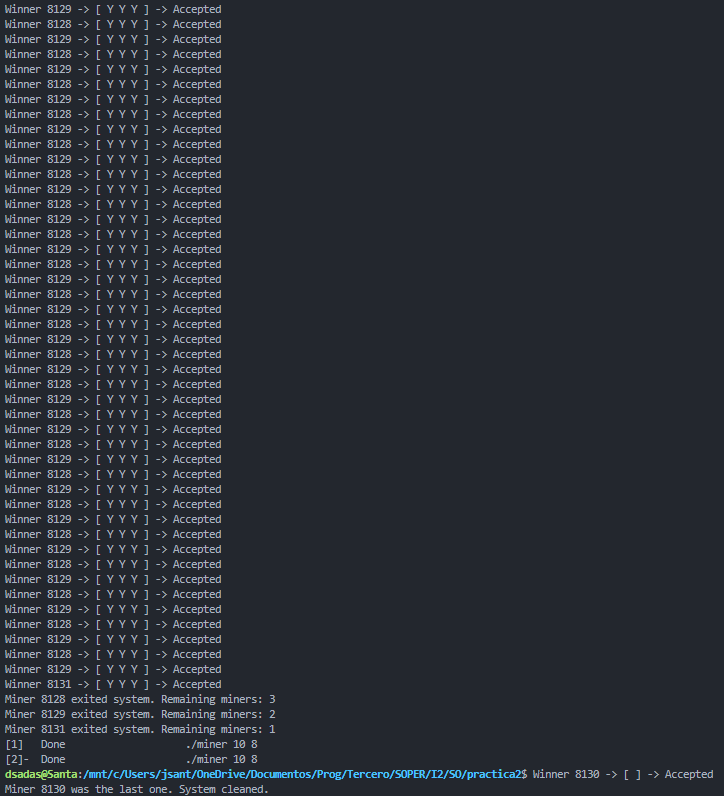 Winner 8129 -> [ Y Y Y ] -> Accepted
Winner 8128 -> [ Y Y Y ] -> Accepted
Winner 8129 -> [ Y Y Y ] -> Accepted
Winner 8128 -> [ Y Y Y ] -> Accepted
Winner 8129 -> [ Y Y Y ] -> Accepted
Winner 8128 -> [ Y Y Y ] -> Accepted
Winner 8129 -> [ Y Y Y ] -> Accepted
Winner 8128 -> [ Y Y Y ] -> Accepted
Winner 8129 -> [ Y Y Y ] -> Accepted
Winner 8128 -> [ Y Y Y ] -> Accepted
Winner 8129 -> [ Y Y Y ] -> Accepted
Winner 8128 -> [ Y Y Y ] -> Accepted
Winner 8129 -> [ Y Y Y ] -> Accepted
Winner 8128 -> [ Y Y Y ] -> Accepted
Winner 8129 -> [ Y Y Y ] -> Accepted
Winner 8128 -> [ Y Y Y ] -> Accepted
Winner 8129 -> [ Y Y Y ] -> Accepted
Winner 8128 -> [ Y Y Y ] -> Accepted
Winner 8129 -> [ Y Y Y ] -> Accepted
Winner 8128 -> [ Y Y Y ] -> Accepted
Winner 8129 -> [ Y Y Y ] -> Accepted
Winner 8128 -> [ Y Y Y ] -> Accepted
Winner 8129 -> [ Y Y Y ] -> Accepted
Winner 8128 -> [ Y Y Y ] -> Accepted
Winner 8129 -> [ Y Y Y ] -> Accepted
Winner 8128 -> [ Y Y Y ] -> Accepted
Winner 8129 -> [ Y Y Y ] -> Accepted
Winner 8128 -> [ Y Y Y ] -> Accepted
Winner 8129 -> [ Y Y Y ] -> Accepted
Winner 8128 -> [ Y Y Y ] -> Accepted
Winner 8129 -> [ Y Y Y ] -> Accepted
Winner 8128 -> [ Y Y Y ] -> Accepted
Winner 8129 -> [ Y Y Y ] -> Accepted
Winner 8128 -> [ Y Y Y ] -> Accepted
Winner 8129 -> [ Y Y Y ] -> Accepted
Winner 8128 -> [ Y Y Y ] -> Accepted
Winner 8129 -> [ Y Y Y ] -> Accepted
Winner 8128 -> [ Y Y Y ] -> Accepted
Winner 8129 -> [ Y Y Y ] -> Accepted
Winner 8128 -> [ Y Y Y ] -> Accepted
Winner 8129 -> [ Y Y Y ] -> Accepted
Winner 8128 -> [ Y Y Y ] -> Accepted
Winner 8129 -> [ Y Y Y ] -> Accepted
Winner 8128 -> [ Y Y Y ] -> Accepted
Winner 8129 -> [ Y Y Y ] -> Accepted
Winner 8131 -> [ Y Y Y ] -> Accepted
Miner 8128 exited system. Remaining miners: 3
Miner 8129 exited system. Remaining miners: 2
Miner 8131 exited system. Remaining miners: 1
[1]   Done                    ./miner 10 8
[2]-  Done                    ./miner 10 8
dsadas@Santa:/mnt/c/Users/jsant/OneDrive/Documentos/Prog/Tercero/SOPER/I2/SO/practica2$ Winner 8130 -> [ ] -> Accepted
Miner 8130 was the last one. System cleaned.